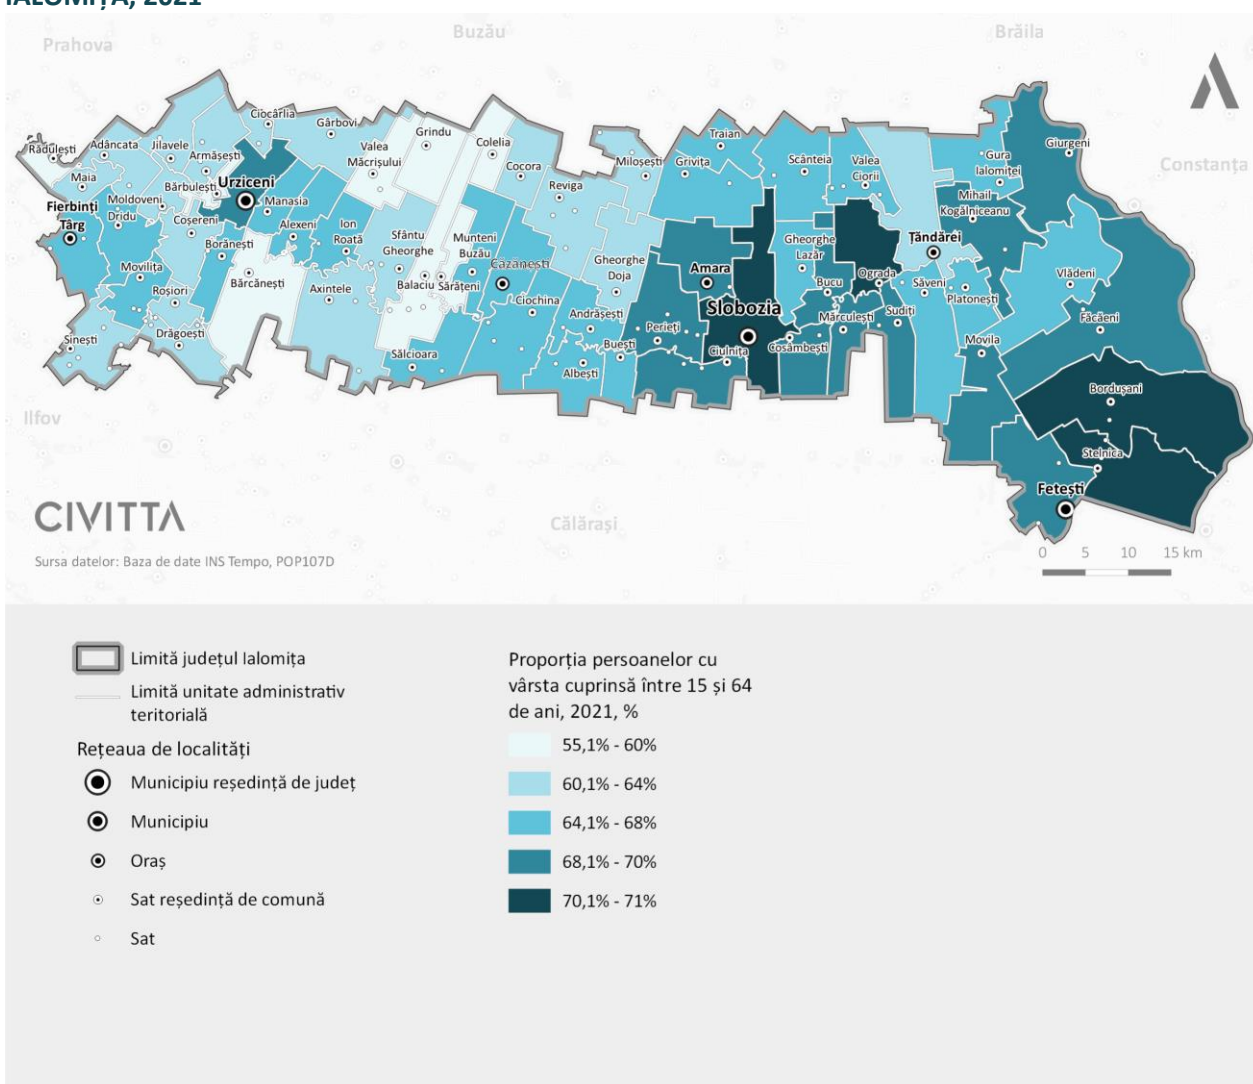 IALOMIȚA, 2021
Prahova
Buzău
Brăila
Constanța
Ilfov
Călărași
Rădulești
Adâncata
Jilavele
Armășești
Ciocârlia
Gârbovi
Valea
Măcrișului
Grindu
Colelia
Cocora
Reviga
Miloșești
Traian
Grivița
Scânteia
Valea
Ciorii
Gura
Ialomiței
Giurgeni
Maia
Bărbulești
Urziceni
Moldoveni
Fierbinți
Târg
Dridu
Coșereni
Manasia
Alexeni
Ion
Roată
Sfântu
Gheorghe
Munteni
Buzău
Mihail
Kogălniceanu
Țăndărei
Borănești
Movilița
Bărcănești
Axintele
Balaciu
Sărățeni
Căzănești
Gheorghe
Doja
Amara
Gheorghe
Lazăr
Ograda
Bucu
Săveni
Platonești
Vlădeni
Roșiori
Ciochina
Andrășești
Slobozia
Mărculești
Sudiți
Făcăeni
Sinești
Drăgoești
Sălcioara
Albești
Buești
Perieți
Ciulnița
Cosâmbești
Movila
Bordușani
Stelnica
Fetești
CIVITTA
Sursa datelor: Baza de date INS Tempo, POP107D
0 5 10 15 km
Limită județul Ialomița
Limită unitate administrativ
teritorială
Rețeaua de localități
Municipiu reședință de județ
Municipiu
Oraș
Sat reședință de comună
Sat
Proporția persoanelor cu
vârsta cuprinsă între 15 și 64
de ani, 2021, %
55,1% - 60%
60,1% - 64%
64,1% - 68%
68,1% - 70%
70,1% - 71%